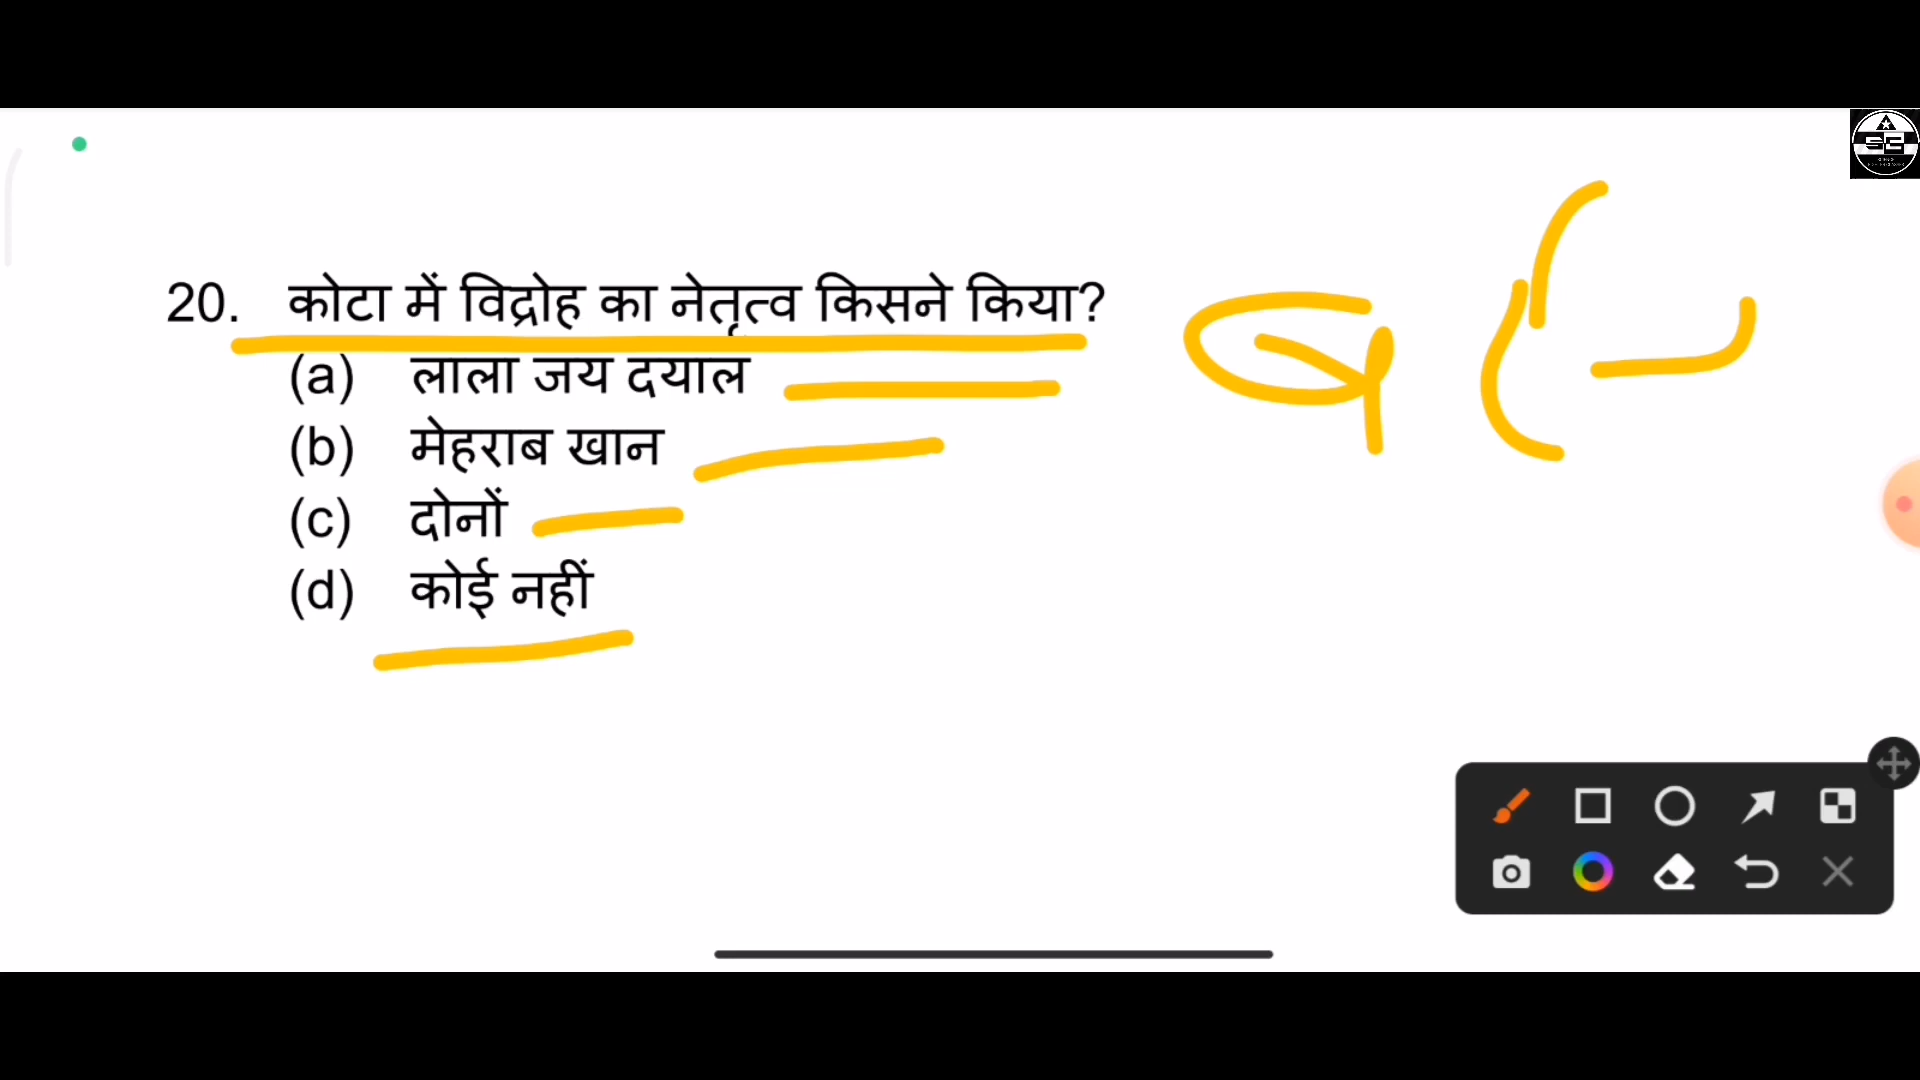 20. कोटा में विद्रोह का नेतृत्व किसने किया?
(a) लाला जय दयाल
(b) मेहराब खान
(c) दोनों
(d) कोई नहीं